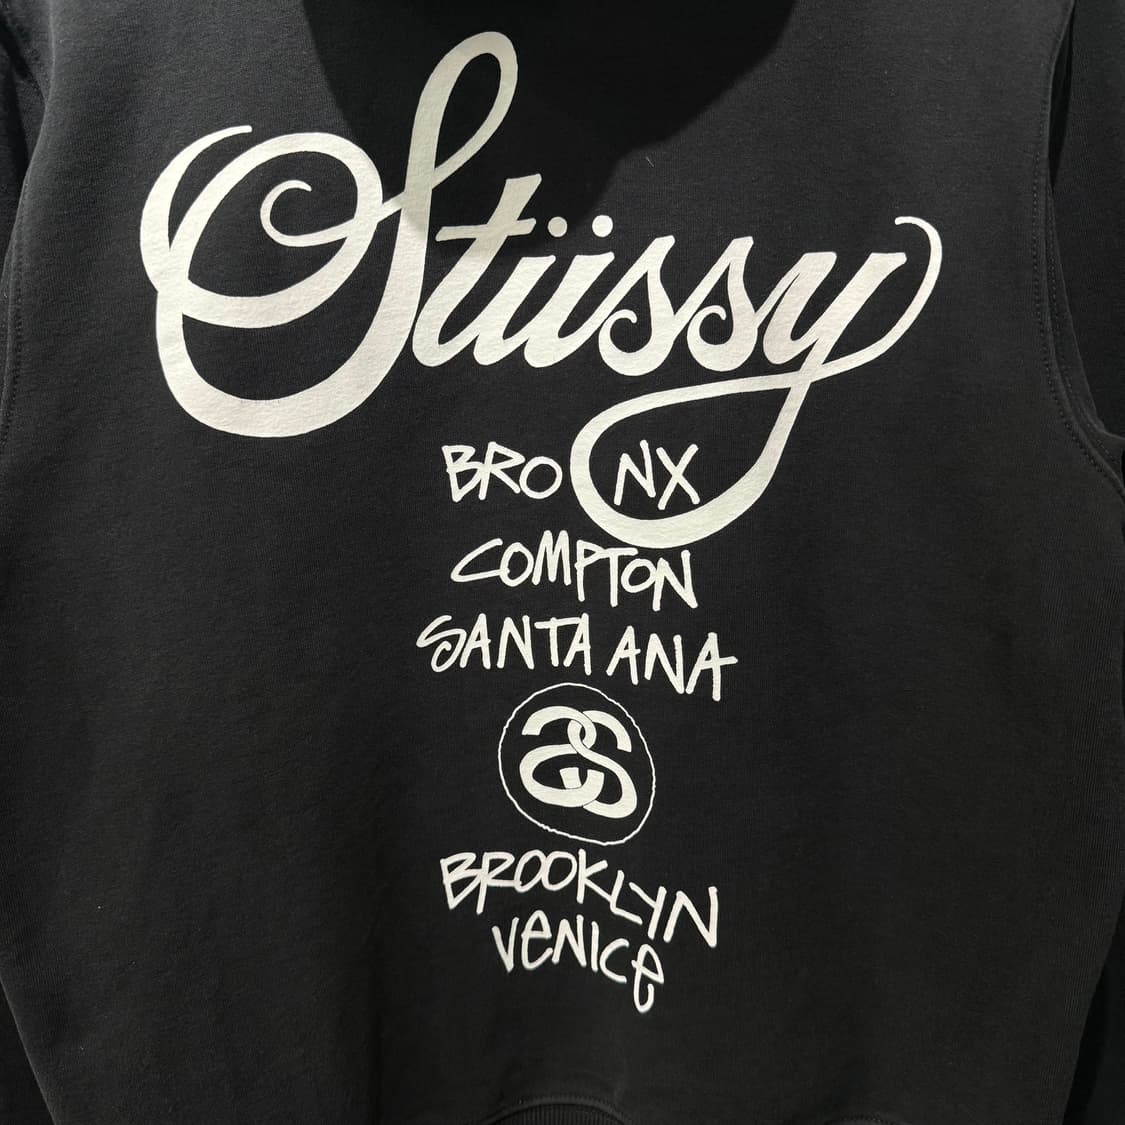 Stüssy
BRONX
COMPTON
SANTA ANA
SS
BROOKLYN
VENICE